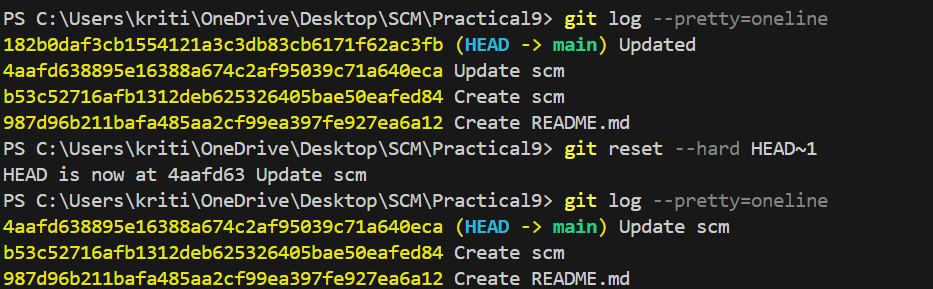 PS C:\Users\kriti\OneDrive\Desktop\SCM\Practical9> git log --pretty=oneline
182b0daf3cb1554121a3c3db83cb6171f62ac3fb (HEAD -> main) Updated
4aafd638895e16388a674c2af95039c71a640eca Update scm
b53c52716afb1312deb625326405bae50eafed84 Create scm
987d96b211bafa485aa2cf99ea397fe927ea6a12 Create README.md
PS C:\Users\kriti\OneDrive\Desktop\SCM\Practical9> git reset --hard HEAD~1
HEAD is now at 4aafd63 Update scm
PS C:\Users\kriti\OneDrive\Desktop\SCM\Practical9> git log --pretty=oneline
4aafd638895e16388a674c2af95039c71a640eca (HEAD -> main) Update scm
b53c52716afb1312deb625326405bae50eafed84 Create scm
987d96b211bafa485aa2cf99ea397fe927ea6a12 Create README.md